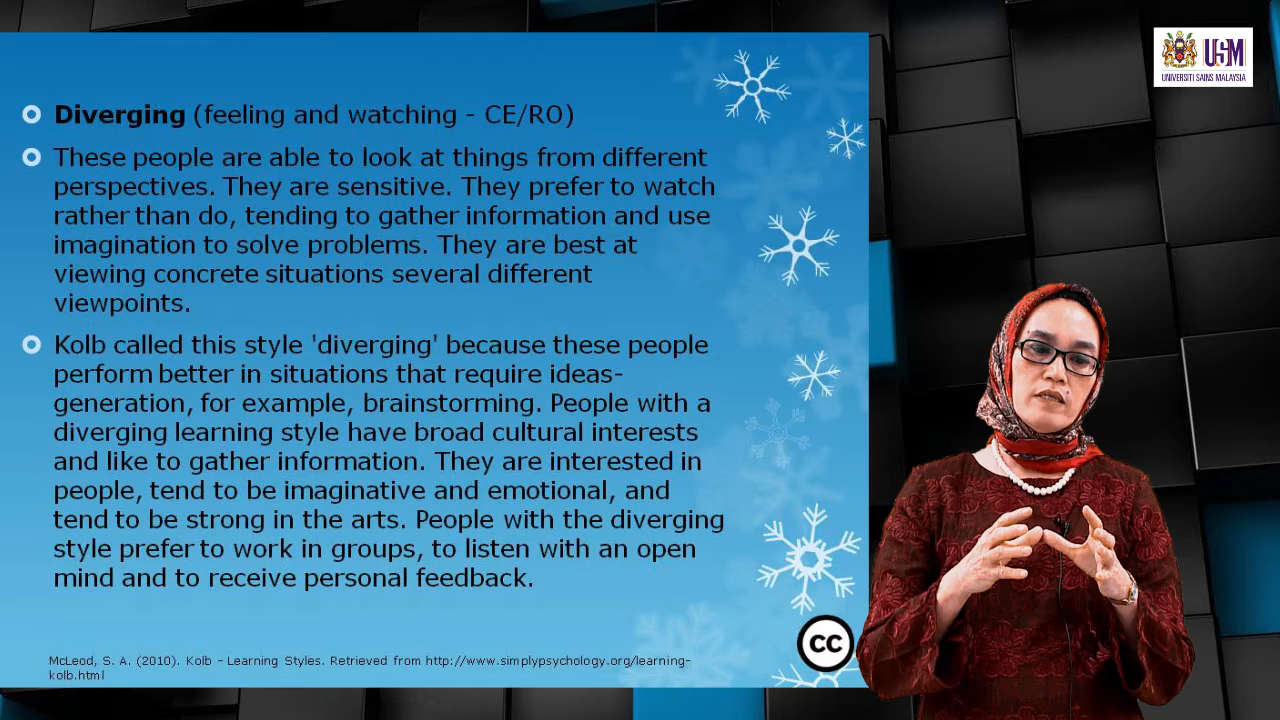 USM
UNIVERSITI SAINS MALAYSIA
Diverging (feeling and watching - CE/RO)
These people are able to look at things from different
perspectives. They are sensitive. They prefer to watch
rather than do, tending to gather information and use
imagination to solve problems. They are best at
viewing concrete situations several different
viewpoints.
Kolb called this style 'diverging' because these people
perform better in situations that require ideas-
generation, for example, brainstorming. People with a
diverging learning style have broad cultural interests
and like to gather information. They are interested in
people, tend to be imaginative and emotional, and
tend to be strong in the arts. People with the diverging
style prefer to work in groups, to listen with an open
mind and to receive personal feedback.
cc
McLeod, S. A. (2010). Kolb - Learning Styles. Retrieved from http://www.simplypsychology.org/learning-
kolb.html